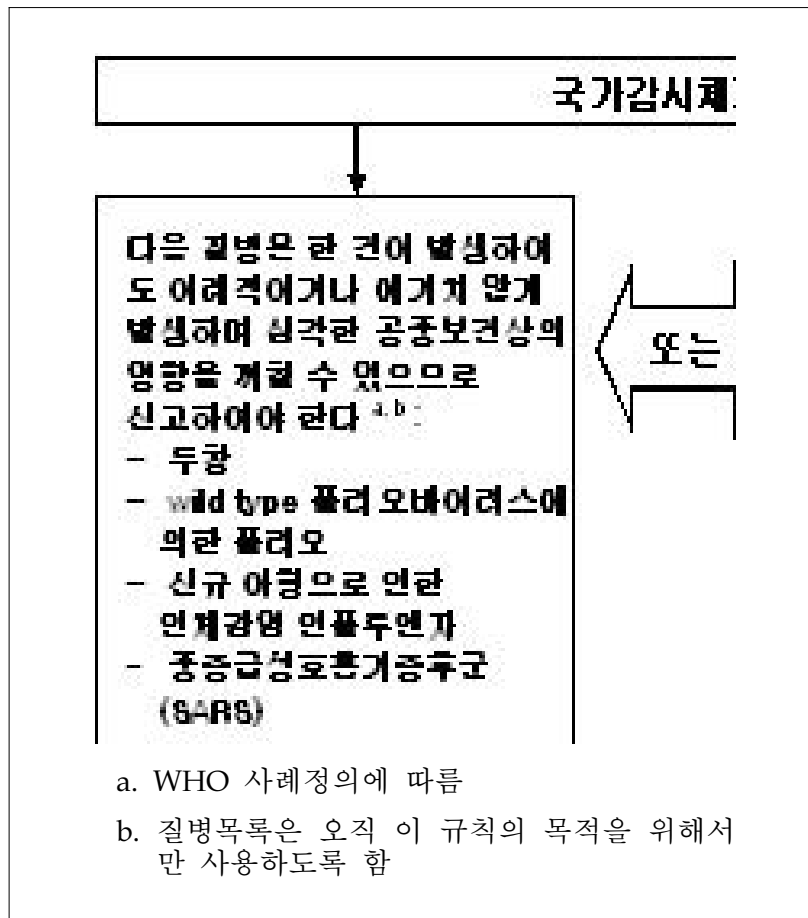 국가감시체
다음 질병은 한 건이 발생하여
도 이례적이거나 예기치 않게
발생하며 심각한 공중보건상의
영향을 끼칠 수 있으므로
신고하여야 한다 a,b :
또는
- 두창
- wild type 폴리오바이러스에
의한 폴리오
- 신규 아형으로 인한
인체감염 인플루엔자
- 중증급성호흡기증후군
(SARS)
a. WHO 사례정의에 따름
b. 질병목록은 오직 이 규칙의 목적을 위해서
만 사용하도록 함